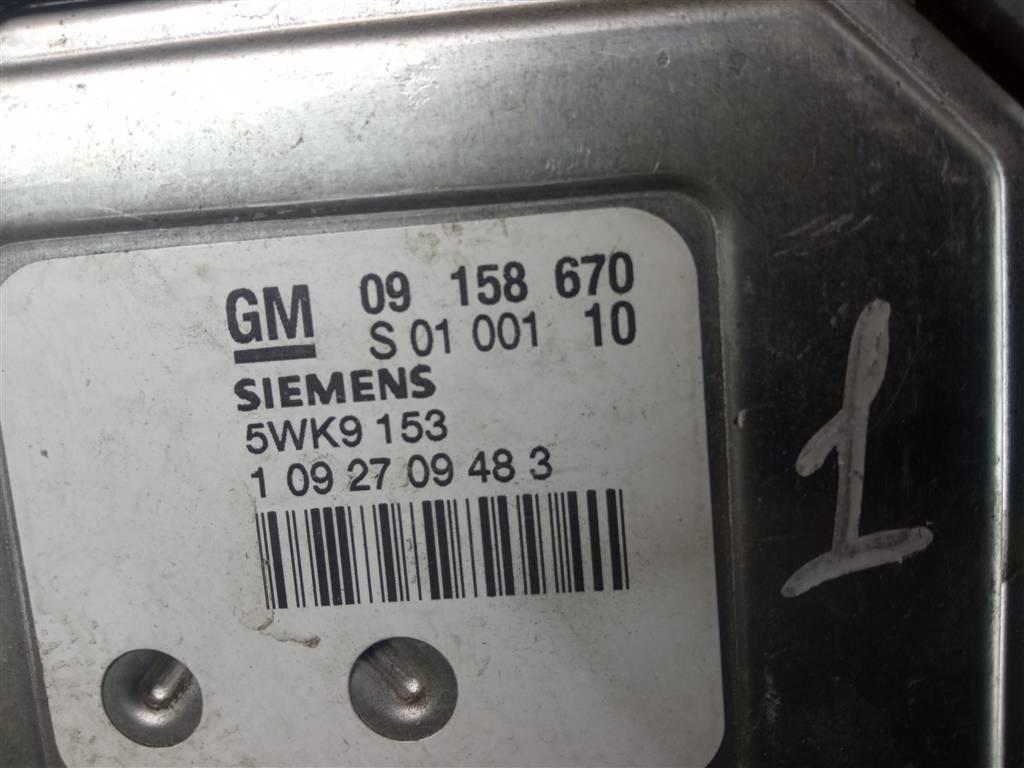 GM 09 158 670
S 01 001 10
SIEMENS
5WK9 153
1 09 27 09 48 3
1